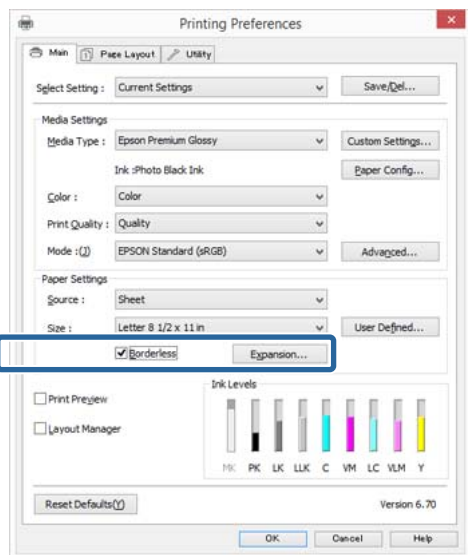 Printing Preferences
Main Page Layout Utility
Select Setting : Current Settings Save/Del...
Media Settings
Media Type : Epson Premium Glossy Custom Settings...
Ink :Photo Black Ink Paper Config...
Color : Color
Print Quality : Quality
Mode :(J) EPSON Standard (sRGB) Advanced...
Paper Settings
Source : Sheet
Size : Letter 8 1/2 x 11 in User Defined...
Borderless Expansion...
Print Preview
Ink Levels
Layout Manager
MK PK LK LLK C VM LC VLM Y
Reset Defaults(Y) Version 6.70
OK Cancel Help